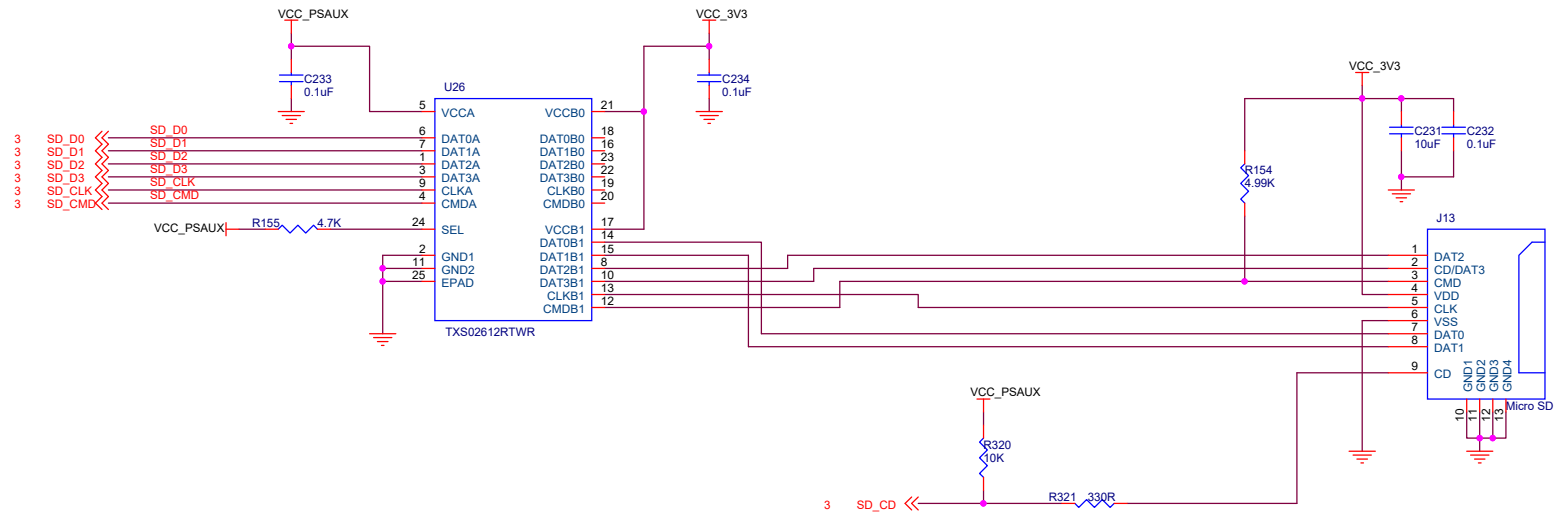 VCC_PSAUX
VCC_3V3
C233
0.1uF
C234
0.1uF
U26
5 VCCA VCCB0 21
3 SD_D0 SD_D0 6 DAT0A DAT0B0 18
3 SD_D1 SD_D1 7 DAT1A DAT1B0 16
3 SD_D2 SD_D2 1 DAT2A DAT2B0 23
3 SD_D3 SD_D3 3 DAT3A DAT3B0 22
3 SD_CLK SD_CLK 9 CLKA CLKB0 19
3 SD_CMD SD_CMD 4 CMDA CMDB0 20
VCC_PSAUX R155 4.7K 24 SEL VCCB1 17
DAT0B1 14
2 GND1 DAT1B1 15
11 GND2 DAT2B1 8
25 EPAD DAT3B1 10
CLKB1 13
CMDB1 12
TXS02612RTWR
VCC_3V3
C231
10uF
C232
0.1uF
R154
4.99K
J13
1 DAT2
2 CD/DAT3
3 CMD
4 VDD
5 CLK
6 VSS
7 DAT0
8 DAT1
9 CD
GND1
GND2
GND3
GND4
10
11
12
13
Micro SD
VCC_PSAUX
R320
10K
3 SD_CD R321 330R